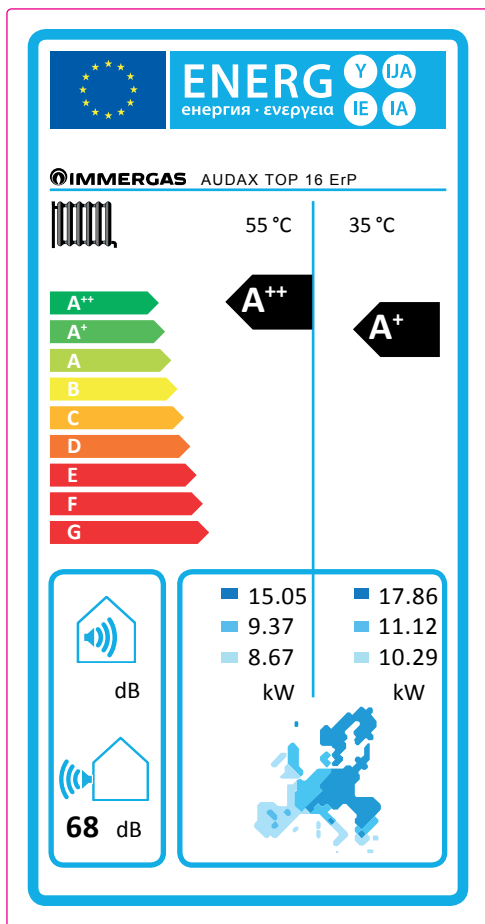 ENERG Y IJA
енергия · ενεργεια IE IA
IMMERGAS AUDAX TOP 16 ErP
55 °C 35 °C
A++
A+
A++
A+
A
B
C
D
E
F
G
15.05 17.86
9.37 11.12
8.67 10.29
kW kW
dB
68 dB